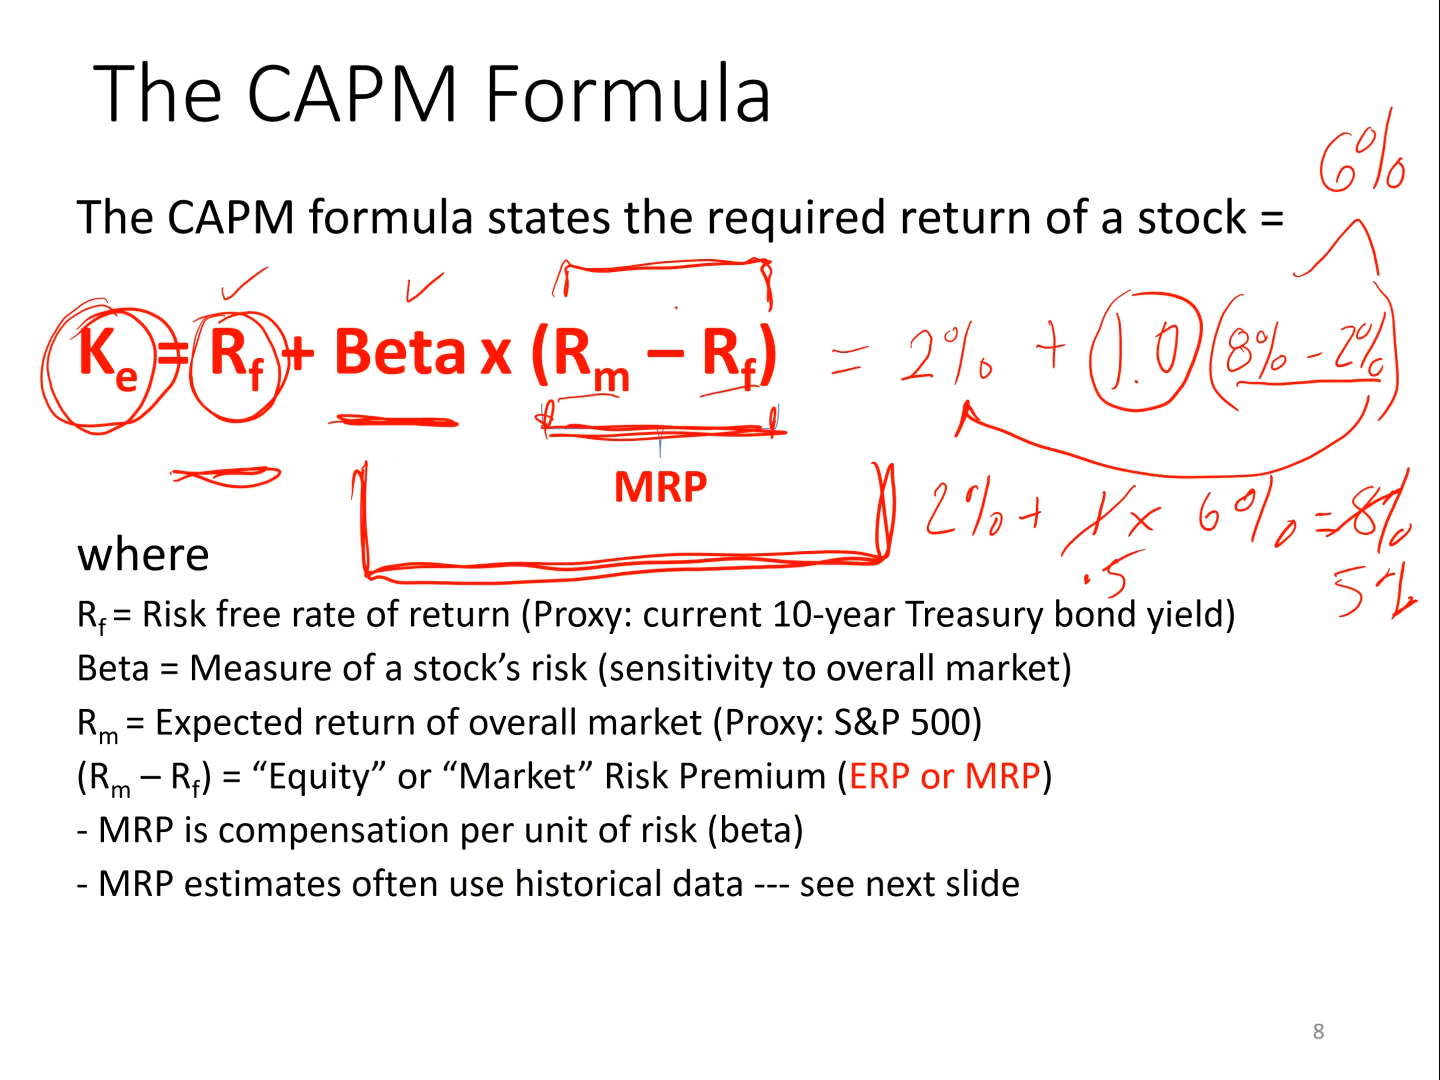 The CAPM Formula
6%
The CAPM formula states the required return of a stock =
Ke = Rf + Beta x (Rm – Rf) = 2% + 1.0 (8% - 2%)
MRP
2% + 1 x 6% = 8%
.5 5%
where
Rf = Risk free rate of return (Proxy: current 10-year Treasury bond yield)
Beta = Measure of a stock’s risk (sensitivity to overall market)
Rm = Expected return of overall market (Proxy: S&P 500)
(Rm – Rf) = “Equity” or “Market” Risk Premium (ERP or MRP)
- MRP is compensation per unit of risk (beta)
- MRP estimates often use historical data --- see next slide
8